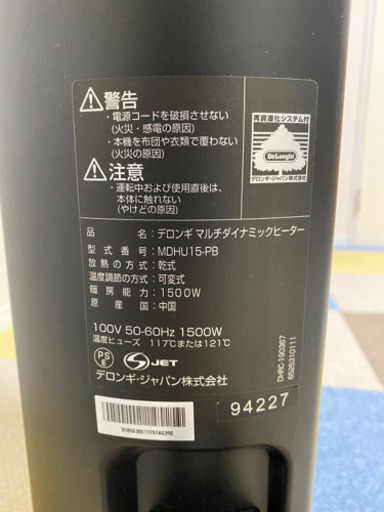 警告
・電源コードを破損させない
(火災・感電の原因)
・本機を布団や衣類で覆わない
(火災の原因)
注意
・運転中および使用直後は、
本体に触れない
(やけどの原因)
再資源化システム付
DeLonghi
デロンギ・ジャパン株式会社
品名:デロンギ マルチダイナミックヒーター
型式番号:MDHU15-PB
放熱の方式:乾式
温度調節の方式:可変式
暖房能力:1500W
原産国:中国
100V 50-60Hz 1500W
温度ヒューズ 117℃または121℃
PS
E
S JET
デロンギ・ジャパン株式会社
DHRC-190367
6525310111
94227